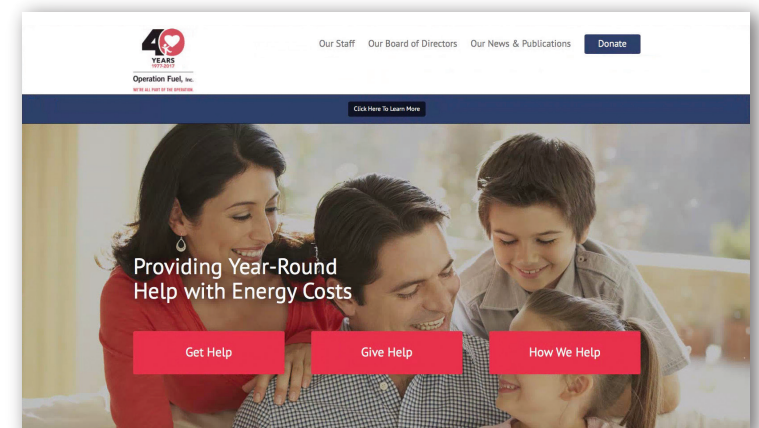 40
YEARS
1977-2017
Operation Fuel, Inc.
WE'RE ALL PART OF THE OPERATION
Our Staff Our Board of Directors Our News & Publications Donate
Click Here To Learn More
Providing Year-Round
Help with Energy Costs
Get Help Give Help How We Help